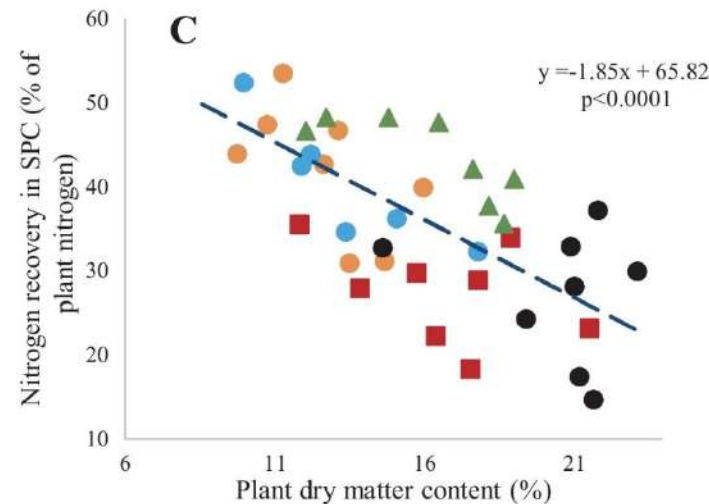 C
y =-1.85x + 65.82
p<0.0001
Nitrogen recovery in SPC (% of
plant nitrogen)
60
50
40
30
20
10
6
11
16
21
Plant dry matter content (%)